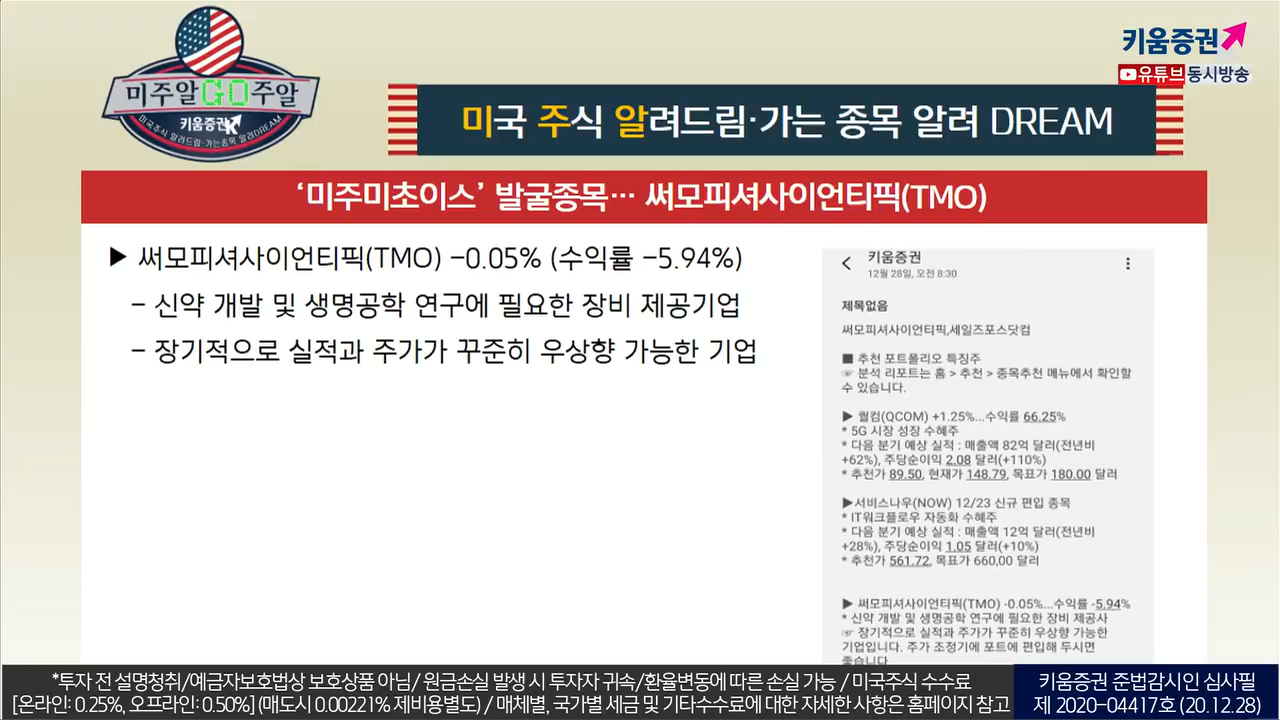 미주알GO주알
키움증권
미국주식 알려드림·가는종목 알려DREAM
키움증권
유튜브동시방송
미국 주식 알려드림·가는 종목 알려 DREAM
‘미주미초이스’ 발굴종목… 써모피셔사이언티픽(TMO)
▶ 써모피셔사이언티픽(TMO) -0.05% (수익률 -5.94%)
- 신약 개발 및 생명공학 연구에 필요한 장비 제공기업
- 장기적으로 실적과 주가가 꾸준히 우상향 가능한 기업
키움증권
12월 28일, 오전 8:30
제목없음
써모피셔사이언티픽,세일즈포스닷컴
■ 추천 포트폴리오 특징주
☞ 분석 리포트는 홈 > 추천 > 종목추천 메뉴에서 확인할
수 있습니다.
▶ 퀄컴(QCOM) +1.25%...수익률 66.25%
* 5G 시장 성장 수혜주
* 다음 분기 예상 실적 : 매출액 82억 달러(전년비
+62%), 주당순이익 2.08 달러(+110%)
* 추천가 89.50, 현재가 148.79, 목표가 180.00 달러
▶서비스나우(NOW) 12/23 신규 편입 종목
* IT워크플로우 자동화 수혜주
* 다음 분기 예상 실적 : 매출액 12억 달러(전년비
+28%), 주당순이익 1.05 달러(+10%)
* 추천가 561.72, 목표가 660,00 달러
▶ 써모피셔사이언티픽(TMO) -0.05%...수익률 -5.94%
* 신약 개발 및 생명공학 연구에 필요한 장비 제공사
☞ 장기적으로 실적과 주가가 꾸준히 우상향 가능한
기업입니다. 주가 조정기에 포트에 편입해 두시면
좋습니다
*투자 전 설명청취/예금자보호법상 보호상품 아님/ 원금손실 발생 시 투자자 귀속/환율변동에 따른 손실 가능 / 미국주식 수수료
[온라인: 0.25%, 오프라인: 0.50%] (매도시 0.00221% 제비용별도) / 매체별, 국가별 세금 및 기타수수료에 대한 자세한 사항은 홈페이지 참고
키움증권 준법감시인 심사필
제 2020-04417호 (20.12.28)